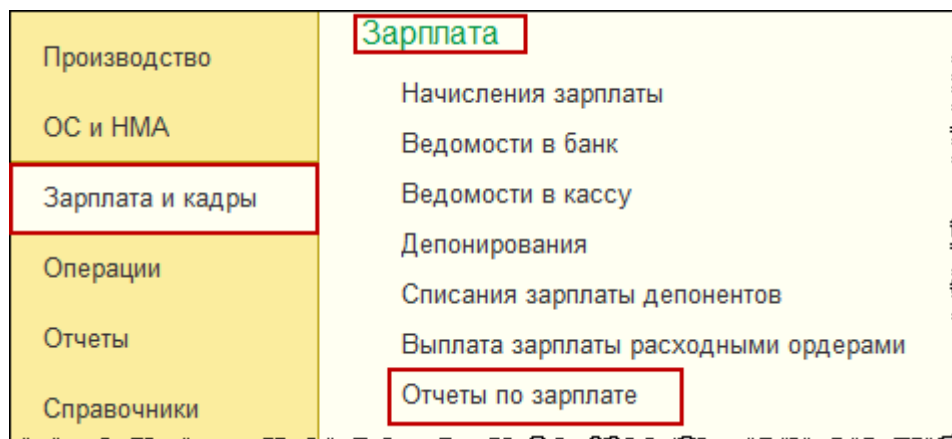 Производство
ОС и НМА
Зарплата и кадры
Операции
Отчеты
Справочники
Зарплата
Начисления зарплаты
Ведомости в банк
Ведомости в кассу
Депонирования
Списания зарплаты депонентов
Выплата зарплаты расходными ордерами
Отчеты по зарплате